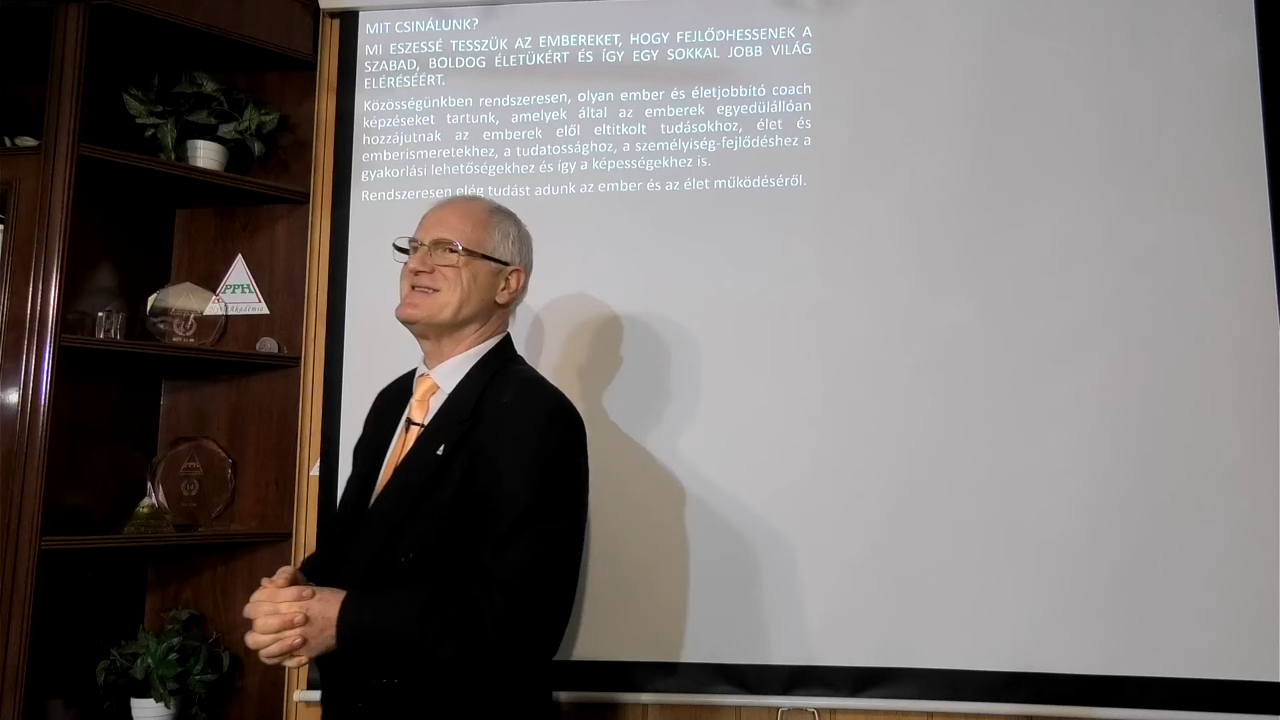 MIT CSINÁLUNK?
MI ESZESSÉ TESSZÜK AZ EMBEREKET, HOGY FEJLŐDHESSENEK A
SZABAD, BOLDOG ÉLETÜKÉRT ÉS ÍGY EGY SOKKAL JOBB VILÁG
ELÉRÉSÉÉRT.
Közösségünkben rendszeresen, olyan ember és életjobbító coach
képzéseket tartunk, amelyek által az emberek egyedülállóan
hozzájutnak az emberek elől eltitkolt tudásokhoz, élet és
emberismeretekhez, a tudatossághoz, a személyiség-fejlődéshez a
gyakorlási lehetőségekhez és így a képességekhez is.
Rendszeresen elég tudást adunk az ember és az élet működéséről.
PPH
Akadémia